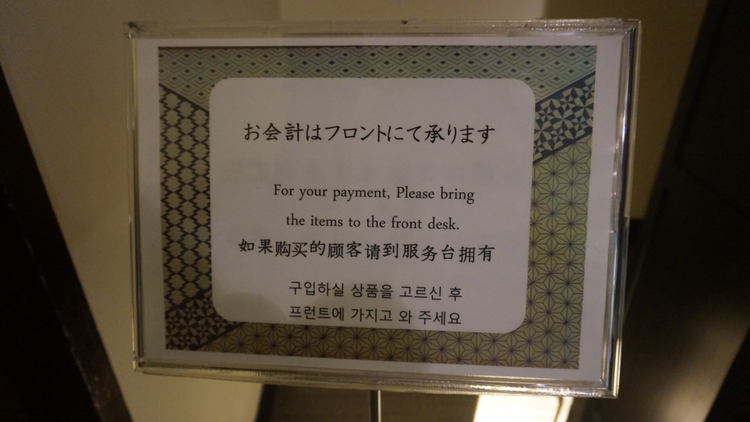 お会計はフロントにて承ります
For your payment, Please bring
the items to the front desk.
如果购买的顾客请到服务台拥有
구입하실 상품을 고르신 후
프런트에 가지고 와 주세요